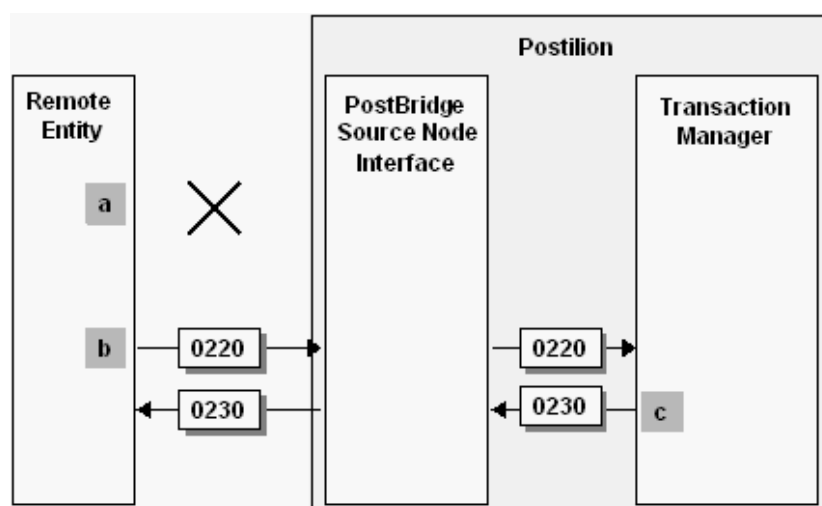 Postilion
Remote
Entity
PostBridge
Source Node
Interface
Transaction
Manager
a
b
0220
0220
0230
0230
c